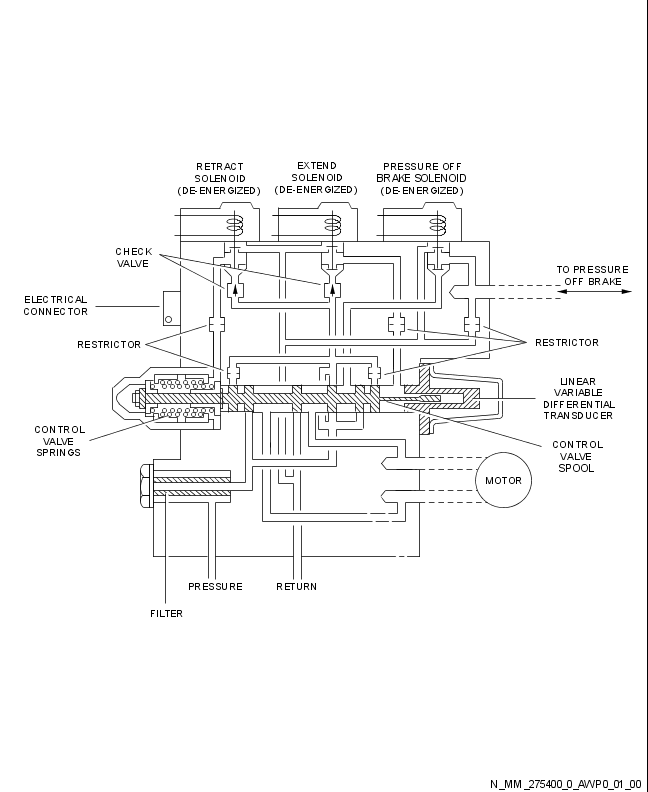 RETRACT
SOLENOID
(DE-ENERGIZED)
EXTEND
SOLENOID
(DE-ENERGIZED)
PRESSURE OFF
BRAKE SOLENOID
(DE-ENERGIZED)
CHECK
VALVE
TO PRESSURE
OFF BRAKE
ELECTRICAL
CONNECTOR
RESTRICTOR
RESTRICTOR
LINEAR
VARIABLE
DIFFERENTIAL
TRANSDUCER
CONTROL
VALVE
SPRINGS
CONTROL
VALVE
SPOOL
MOTOR
PRESSURE
RETURN
FILTER
N_MM_275400_0_AWP0_01_00